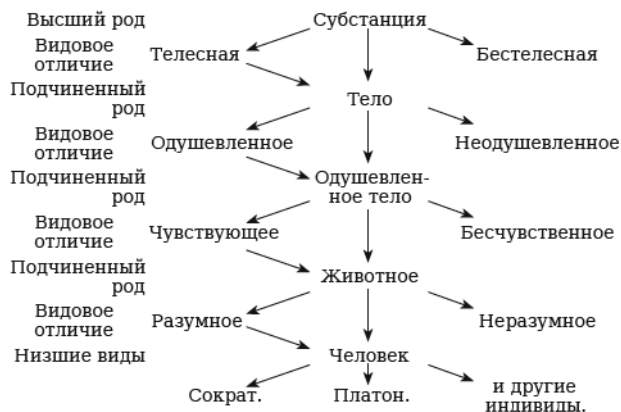 Высший род
Субстанция
Видовое
отличие
Телесная
Бестелесная
Подчиненный
род
Тело
Видовое
отличие
Одушевленное
Неодушевленное
Подчиненный
род
Одушевлен-
ное тело
Видовое
отличие
Чувствующее
Бесчувственное
Подчиненный
род
Животное
Видовое
отличие
Разумное
Неразумное
Низшие виды
Человек
Сократ.
Платон.
и другие
индивиды.